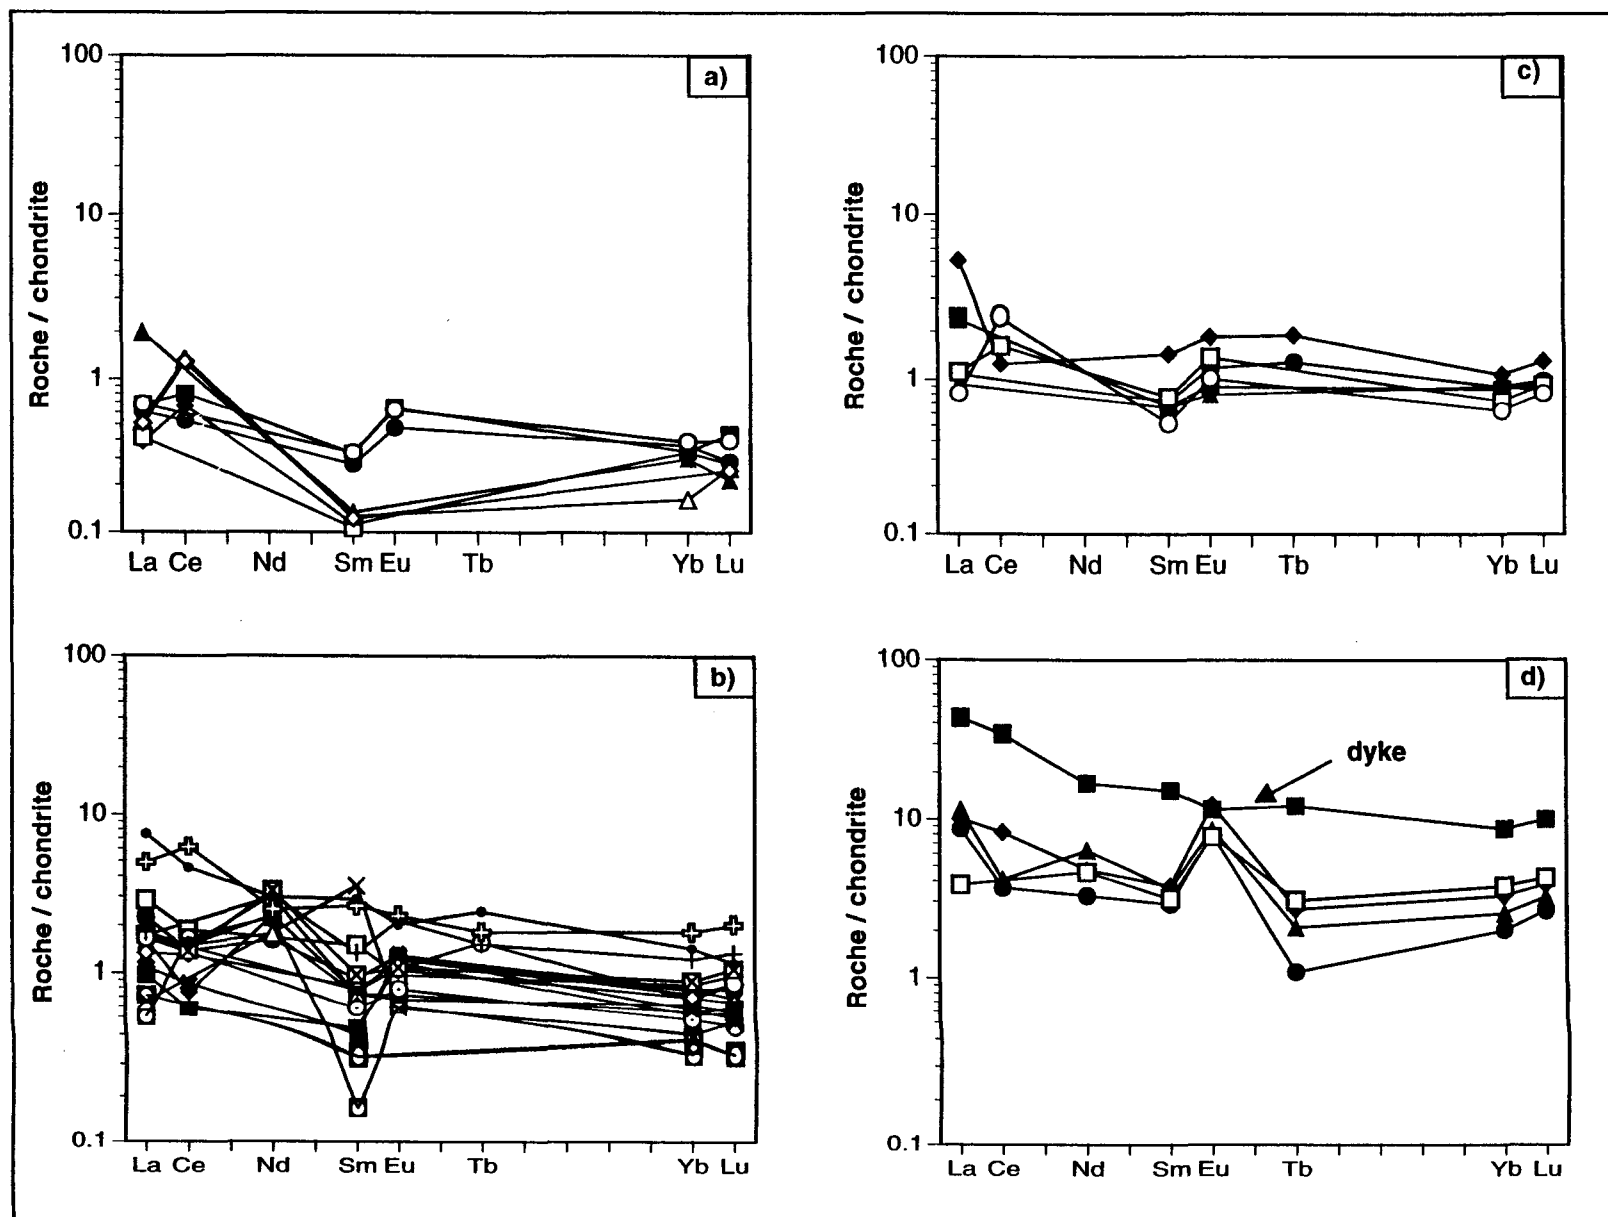 a)
100
10
1
0.1
Roche / chondrite
La Ce Nd Sm Eu Tb Yb Lu
c)
100
10
1
0.1
Roche / chondrite
La Ce Nd Sm Eu Tb Yb Lu
b)
100
10
1
0.1
Roche / chondrite
La Ce Nd Sm Eu Tb Yb Lu
d)
100
10
1
0.1
Roche / chondrite
dyke
La Ce Nd Sm Eu Tb Yb Lu